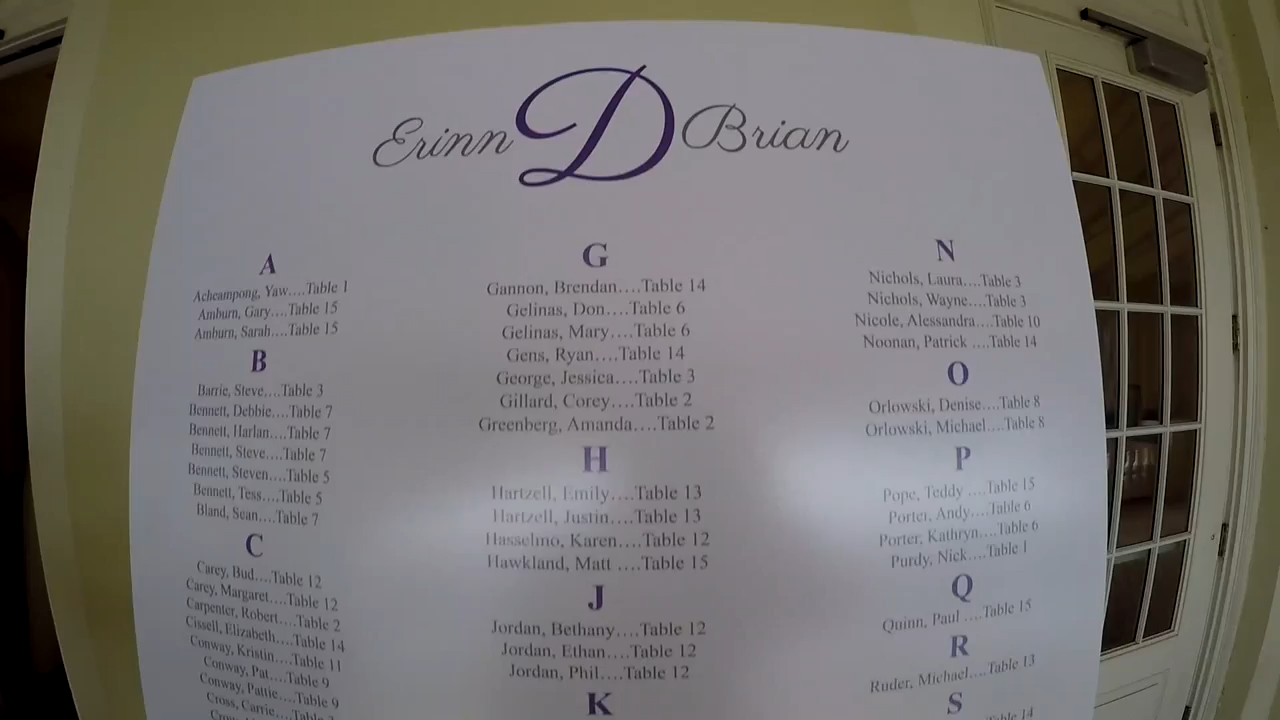 Erinn D Brian
A
Acheampong, Yaw....Table 1
Amburn, Gary....Table 15
Amburn, Sarah....Table 15
B
Barrie, Steve....Table 3
Bennett, Debbie....Table 7
Bennett, Harlan....Table 7
Bennett, Steve....Table 7
Bennett, Steven....Table 5
Bennett, Tess....Table 5
Bland, Sean....Table 7
C
Carey, Bud....Table 12
Carey, Margaret....Table 12
Carpenter, Robert....Table 2
Cissell, Elizabeth....Table 14
Conway, Kristin....Table 11
Conway, Pat....Table 9
Conway, Pattie....Table 9
Cross, Carrie....Table
G
Gannon, Brendan....Table 14
Gelinas, Don....Table 6
Gelinas, Mary....Table 6
Gens, Ryan....Table 14
George, Jessica....Table 3
Gillard, Corey....Table 2
Greenberg, Amanda....Table 2
H
Hartzell, Emily....Table 13
Hartzell, Justin....Table 13
Hasselmo, Karen....Table 12
Hawkland, Matt ....Table 15
J
Jordan, Bethany....Table 12
Jordan, Ethan....Table 12
Jordan, Phil....Table 12
K
N
Nichols, Laura....Table 3
Nichols, Wayne....Table 3
Nicole, Alessandra....Table 10
Noonan, Patrick ....Table 14
O
Orlowski, Denise....Table 8
Orlowski, Michael....Table 8
P
Pope, Teddy ....Table 15
Porter, Andy....Table 6
Porter, Kathryn....Table 6
Purdy, Nick....Table 1
Q
Quinn, Paul ....Table 15
R
Ruder, Michael....Table 13
S
Table 14